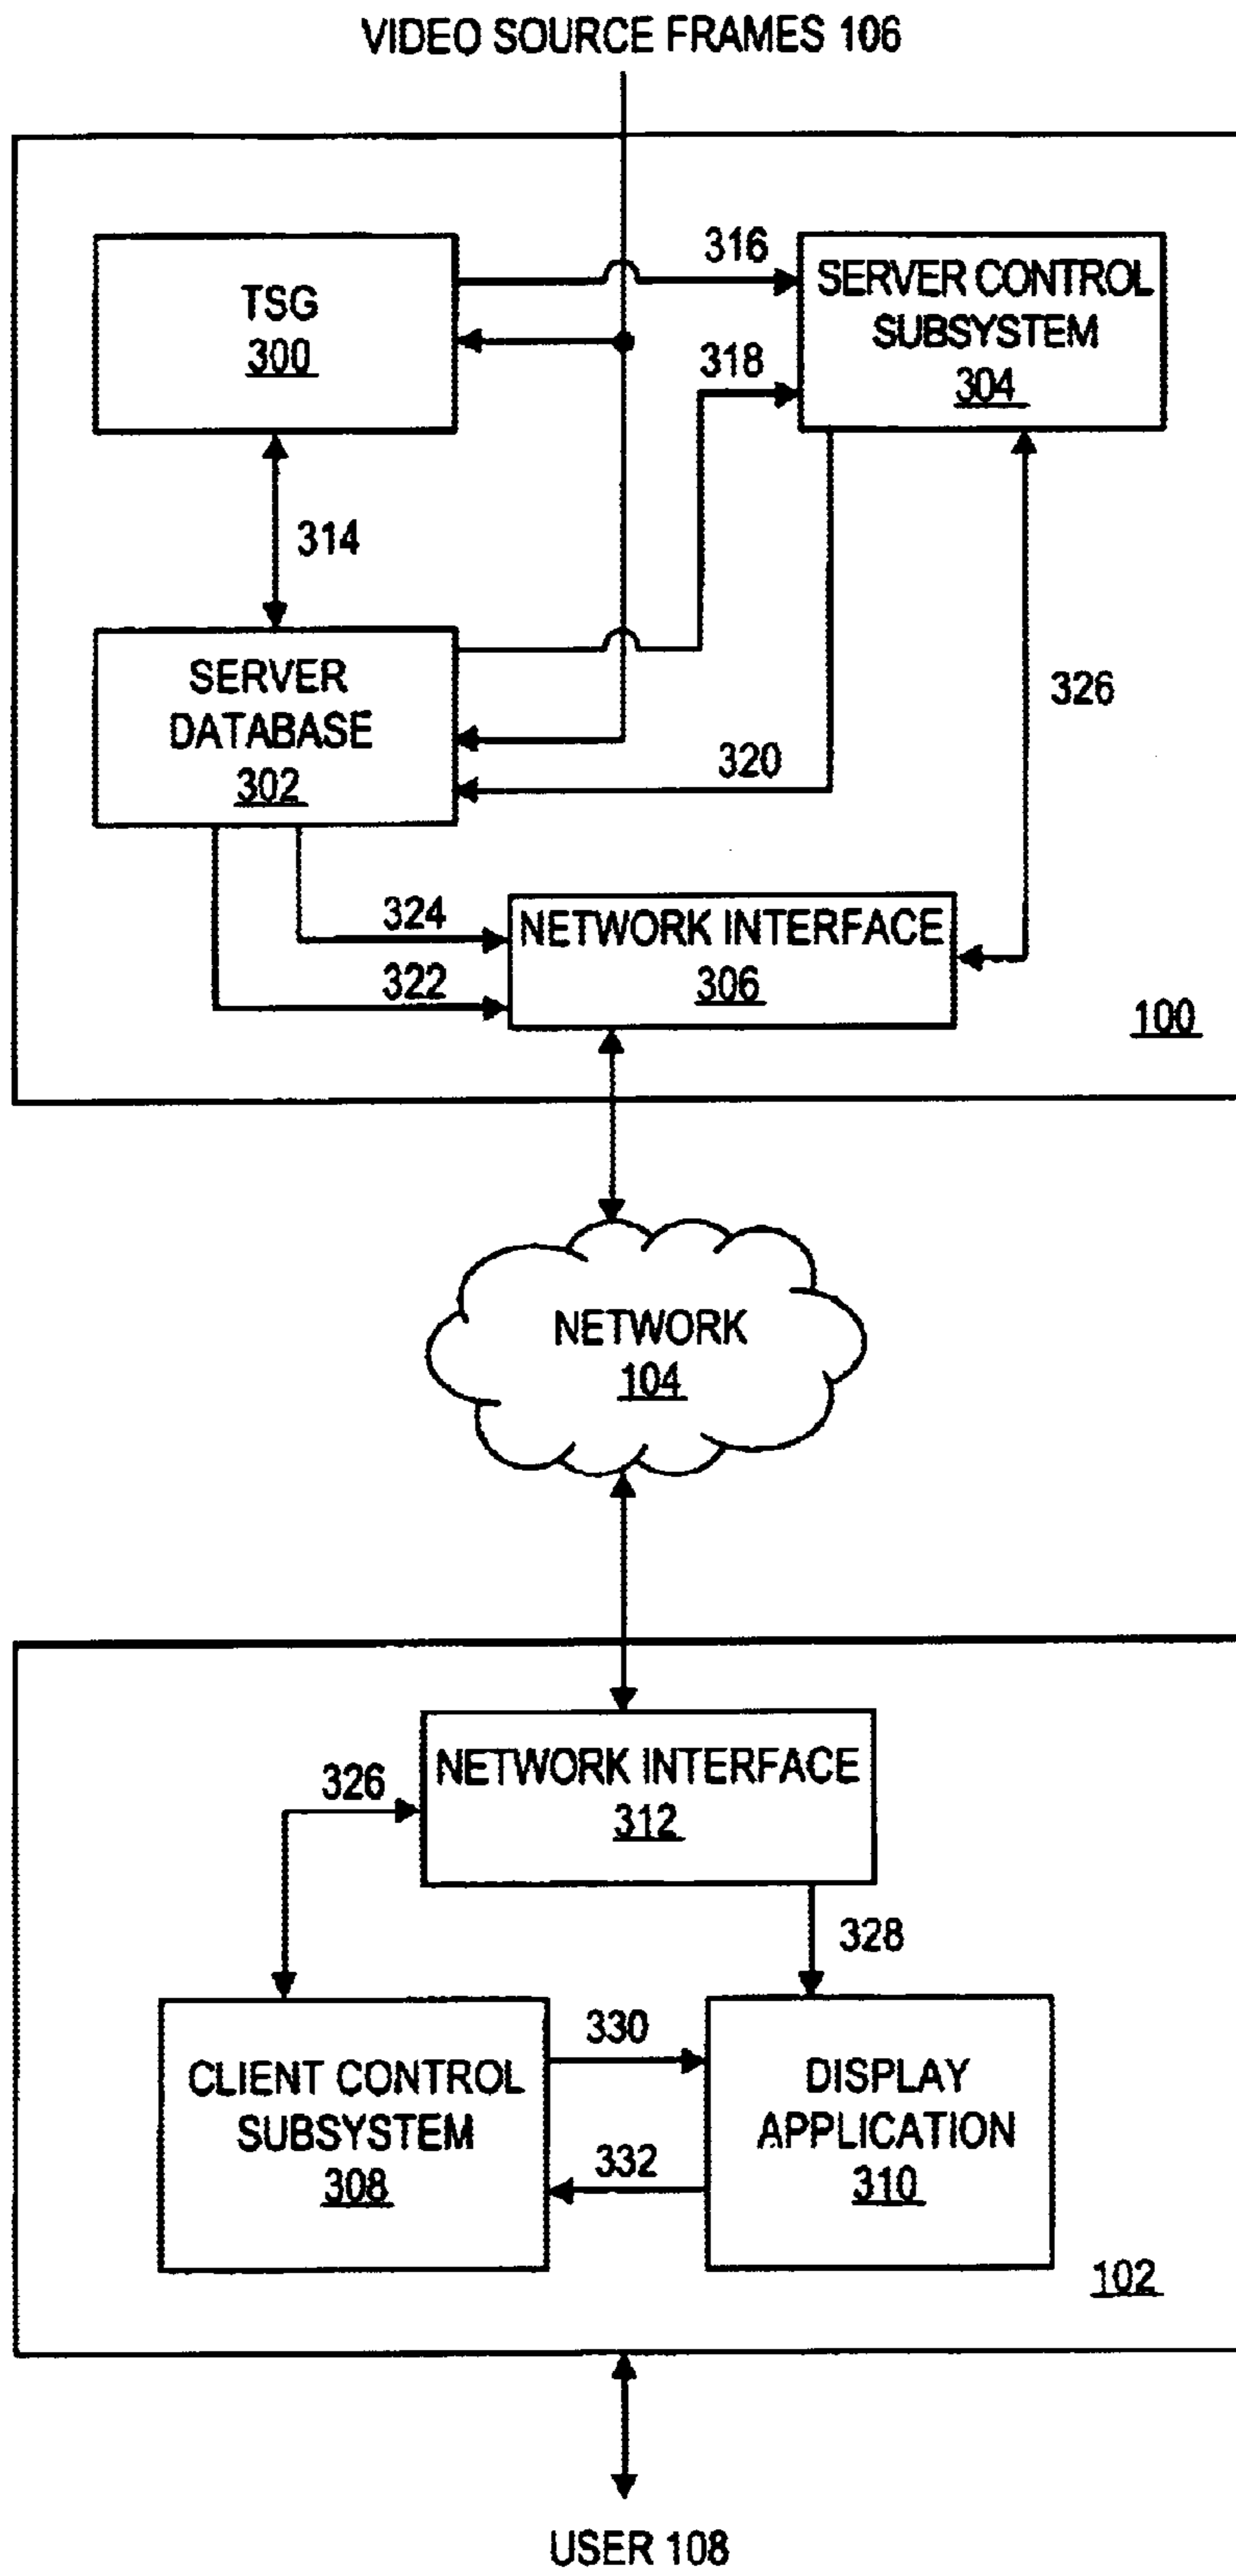 VIDEO SOURCE FRAMES 106
TSG
300
316
SERVER CONTROL
SUBSYSTEM
304
318
314
SERVER
DATABASE
302
320
326
324
322
NETWORK INTERFACE
306
100
NETWORK
104
NETWORK INTERFACE
312
326
328
CLIENT CONTROL
SUBSYSTEM
308
330
332
DISPLAY
APPLICATION
310
102
USER 108